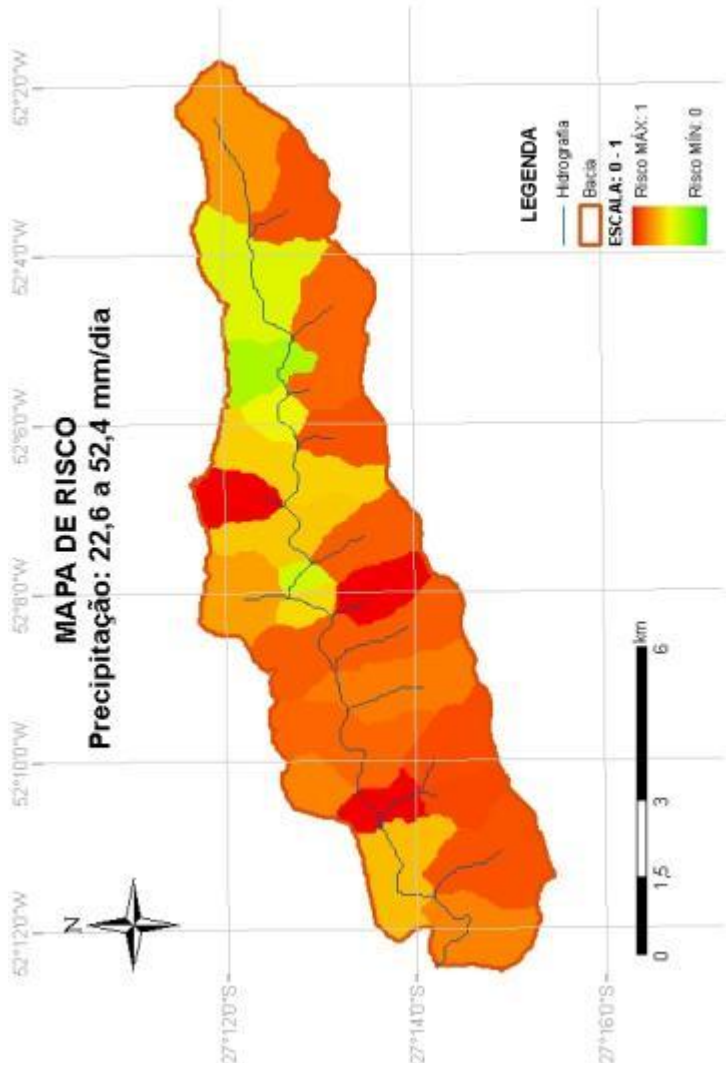 MAPA DE RISCO
Precipitação: 22,6 a 52,4 mm/dia
52°12'0"W
52°10'0"W
52°8'0"W
52°6'0"W
52°4'0"W
52°2'0"W
N
27°12'0"S
27°14'0"S
27°16'0"S
0
1,5
3
6
km
LEGENDA
Hidrografia
Bacia
ESCALA: 0 - 1
Risco MÁX: 1
Risco MÍN: 0